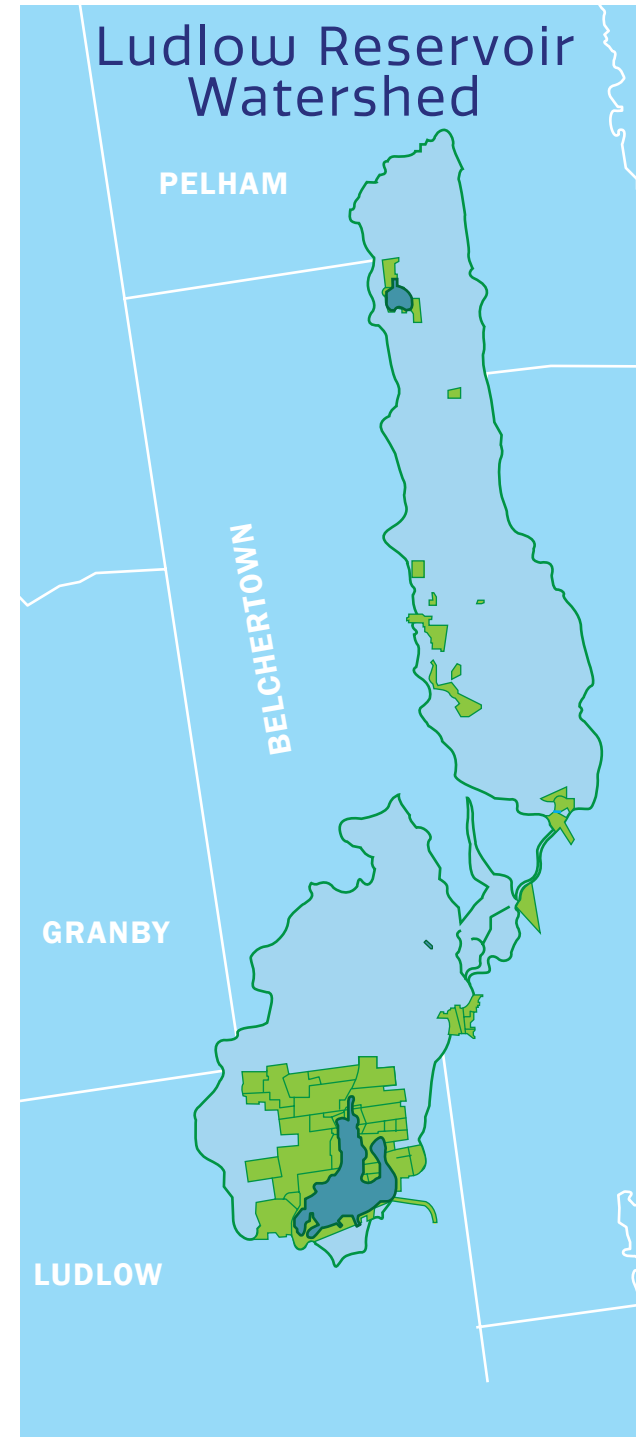 Ludlow Reservoir
Watershed
PELHAM
BELCHERTOWN
GRANBY
LUDLOW